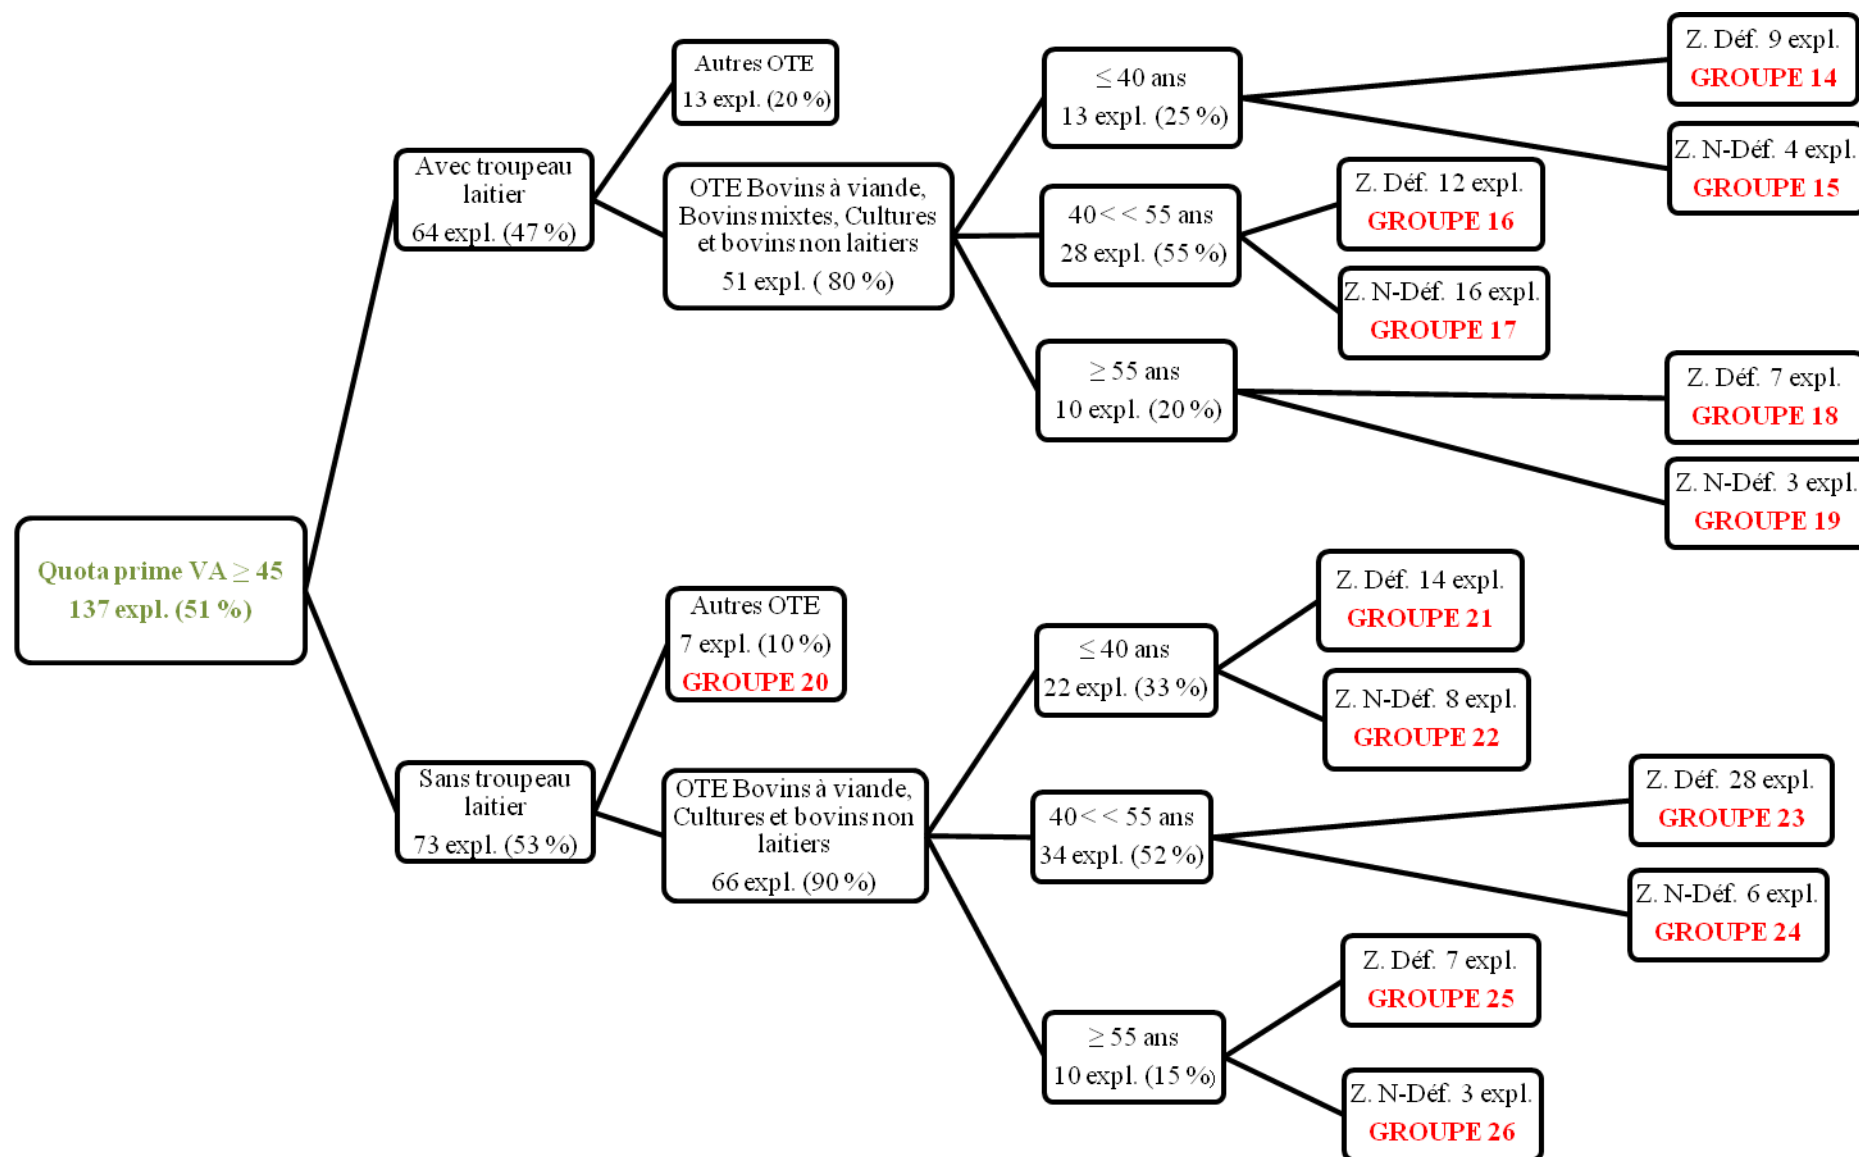 Quota prime VA ≥ 45
137 expl. (51 %)
Avec troupeau
laitier
64 expl. (47 %)
Autres OTE
13 expl. (20 %)
OTE Bovins à viande,
Bovins mixtes, Cultures
et bovins non laitiers
51 expl. ( 80 %)
≤ 40 ans
13 expl. (25 %)
Z. Déf. 9 expl.
GROUPE 14
Z. N-Déf. 4 expl.
GROUPE 15
40 < < 55 ans
28 expl. (55 %)
Z. Déf. 12 expl.
GROUPE 16
Z. N-Déf. 16 expl.
GROUPE 17
≥ 55 ans
10 expl. (20 %)
Z. Déf. 7 expl.
GROUPE 18
Z. N-Déf. 3 expl.
GROUPE 19
Sans troupeau
laitier
73 expl. (53 %)
Autres OTE
7 expl. (10 %)
GROUPE 20
OTE Bovins à viande,
Cultures et bovins non
laitiers
66 expl. (90 %)
≤ 40 ans
22 expl. (33 %)
Z. Déf. 14 expl.
GROUPE 21
Z. N-Déf. 8 expl.
GROUPE 22
40 < < 55 ans
34 expl. (52 %)
Z. Déf. 28 expl.
GROUPE 23
Z. N-Déf. 6 expl.
GROUPE 24
≥ 55 ans
10 expl. (15 %)
Z. Déf. 7 expl.
GROUPE 25
Z. N-Déf. 3 expl.
GROUPE 26